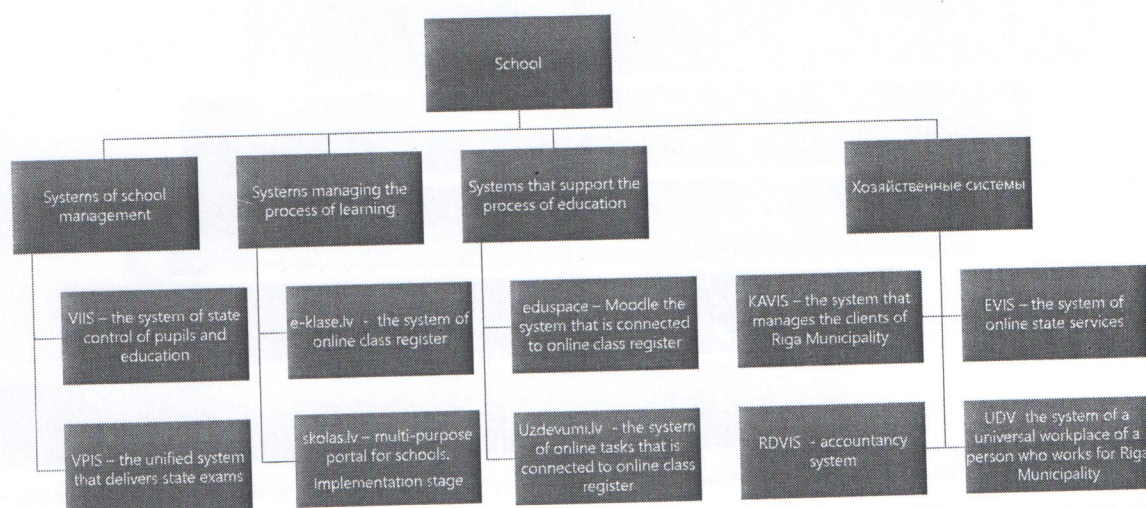 School
Systems of school
management
Systems managing the
process of learning
Systems that support the
process of education
Хозяйственные системы
VIIS – the system of state
control of pupils and
education
e-klase.lv - the system of
online class register
eduspace – Moodle the
system that is connected
to online class register
KAVIS – the system that
manages the clients of
Riga Municipality
EVIS – the system of
online state services
VPIS – the unified system
that delivers state exams
skolas.lv – multi-purpose
portal for schools.
Implementation stage
Uzdevumi.lv - the system
of online tasks that is
connected to online class
register
RDVIS - accountancy
system
UDV the system of a
universal workplace of a
person who works for Riga
Municipality